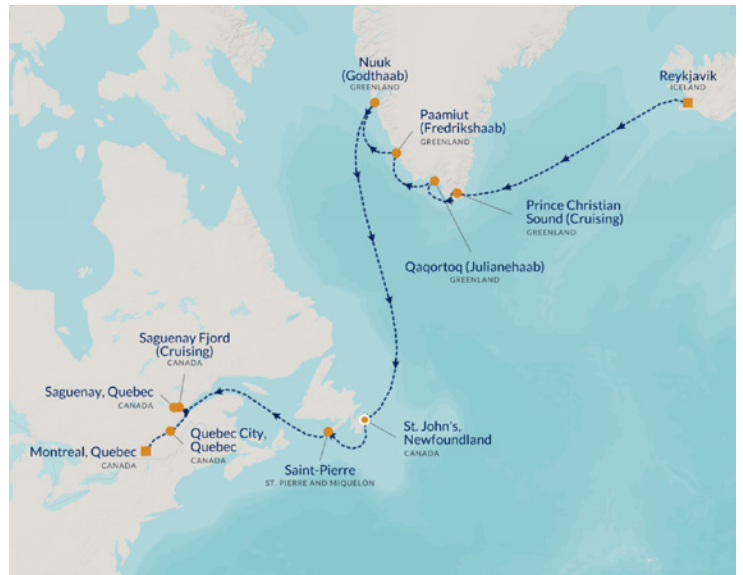 Nuuk
(Godthaab)
GREENLAND
Reykjavik
ICELAND
Paamiut
(Fredrikshaab)
GREENLAND
Prince Christian
Sound (Cruising)
GREENLAND
Qaqortoq (Julianehaab)
GREENLAND
Saguenay Fjord
(Cruising)
CANADA
Saguenay, Quebec
CANADA
Quebec City,
Quebec
CANADA
Montreal, Quebec
CANADA
St. John's,
Newfoundland
CANADA
Saint-Pierre
ST. PIERRE AND MIQUELON